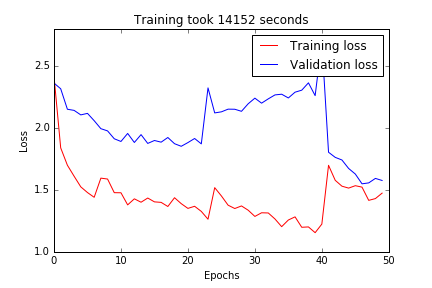 Training took 14152 seconds
Training loss
Validation loss
2.5
2.0
1.5
1.0
Loss
0 10 20 30 40 50
Epochs